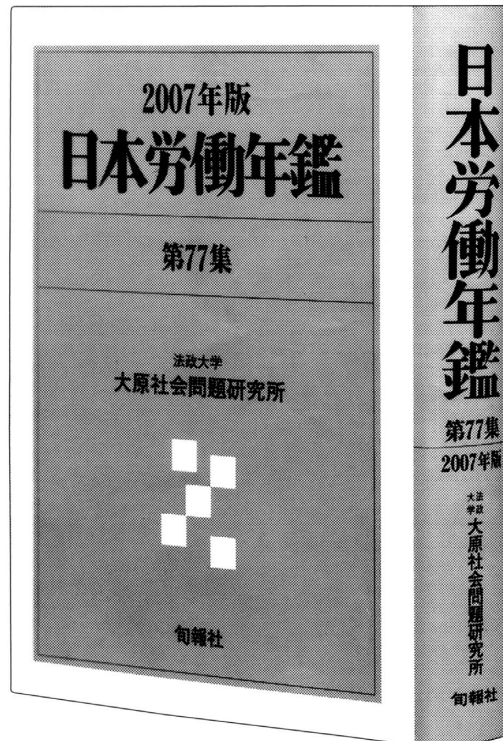 2007年版
日本労働年鑑
第77集
法政大学
大原社会問題研究所
旬報社
日本労働年鑑
第77集
2007年版
法政大学
大原社会問題研究所
旬報社